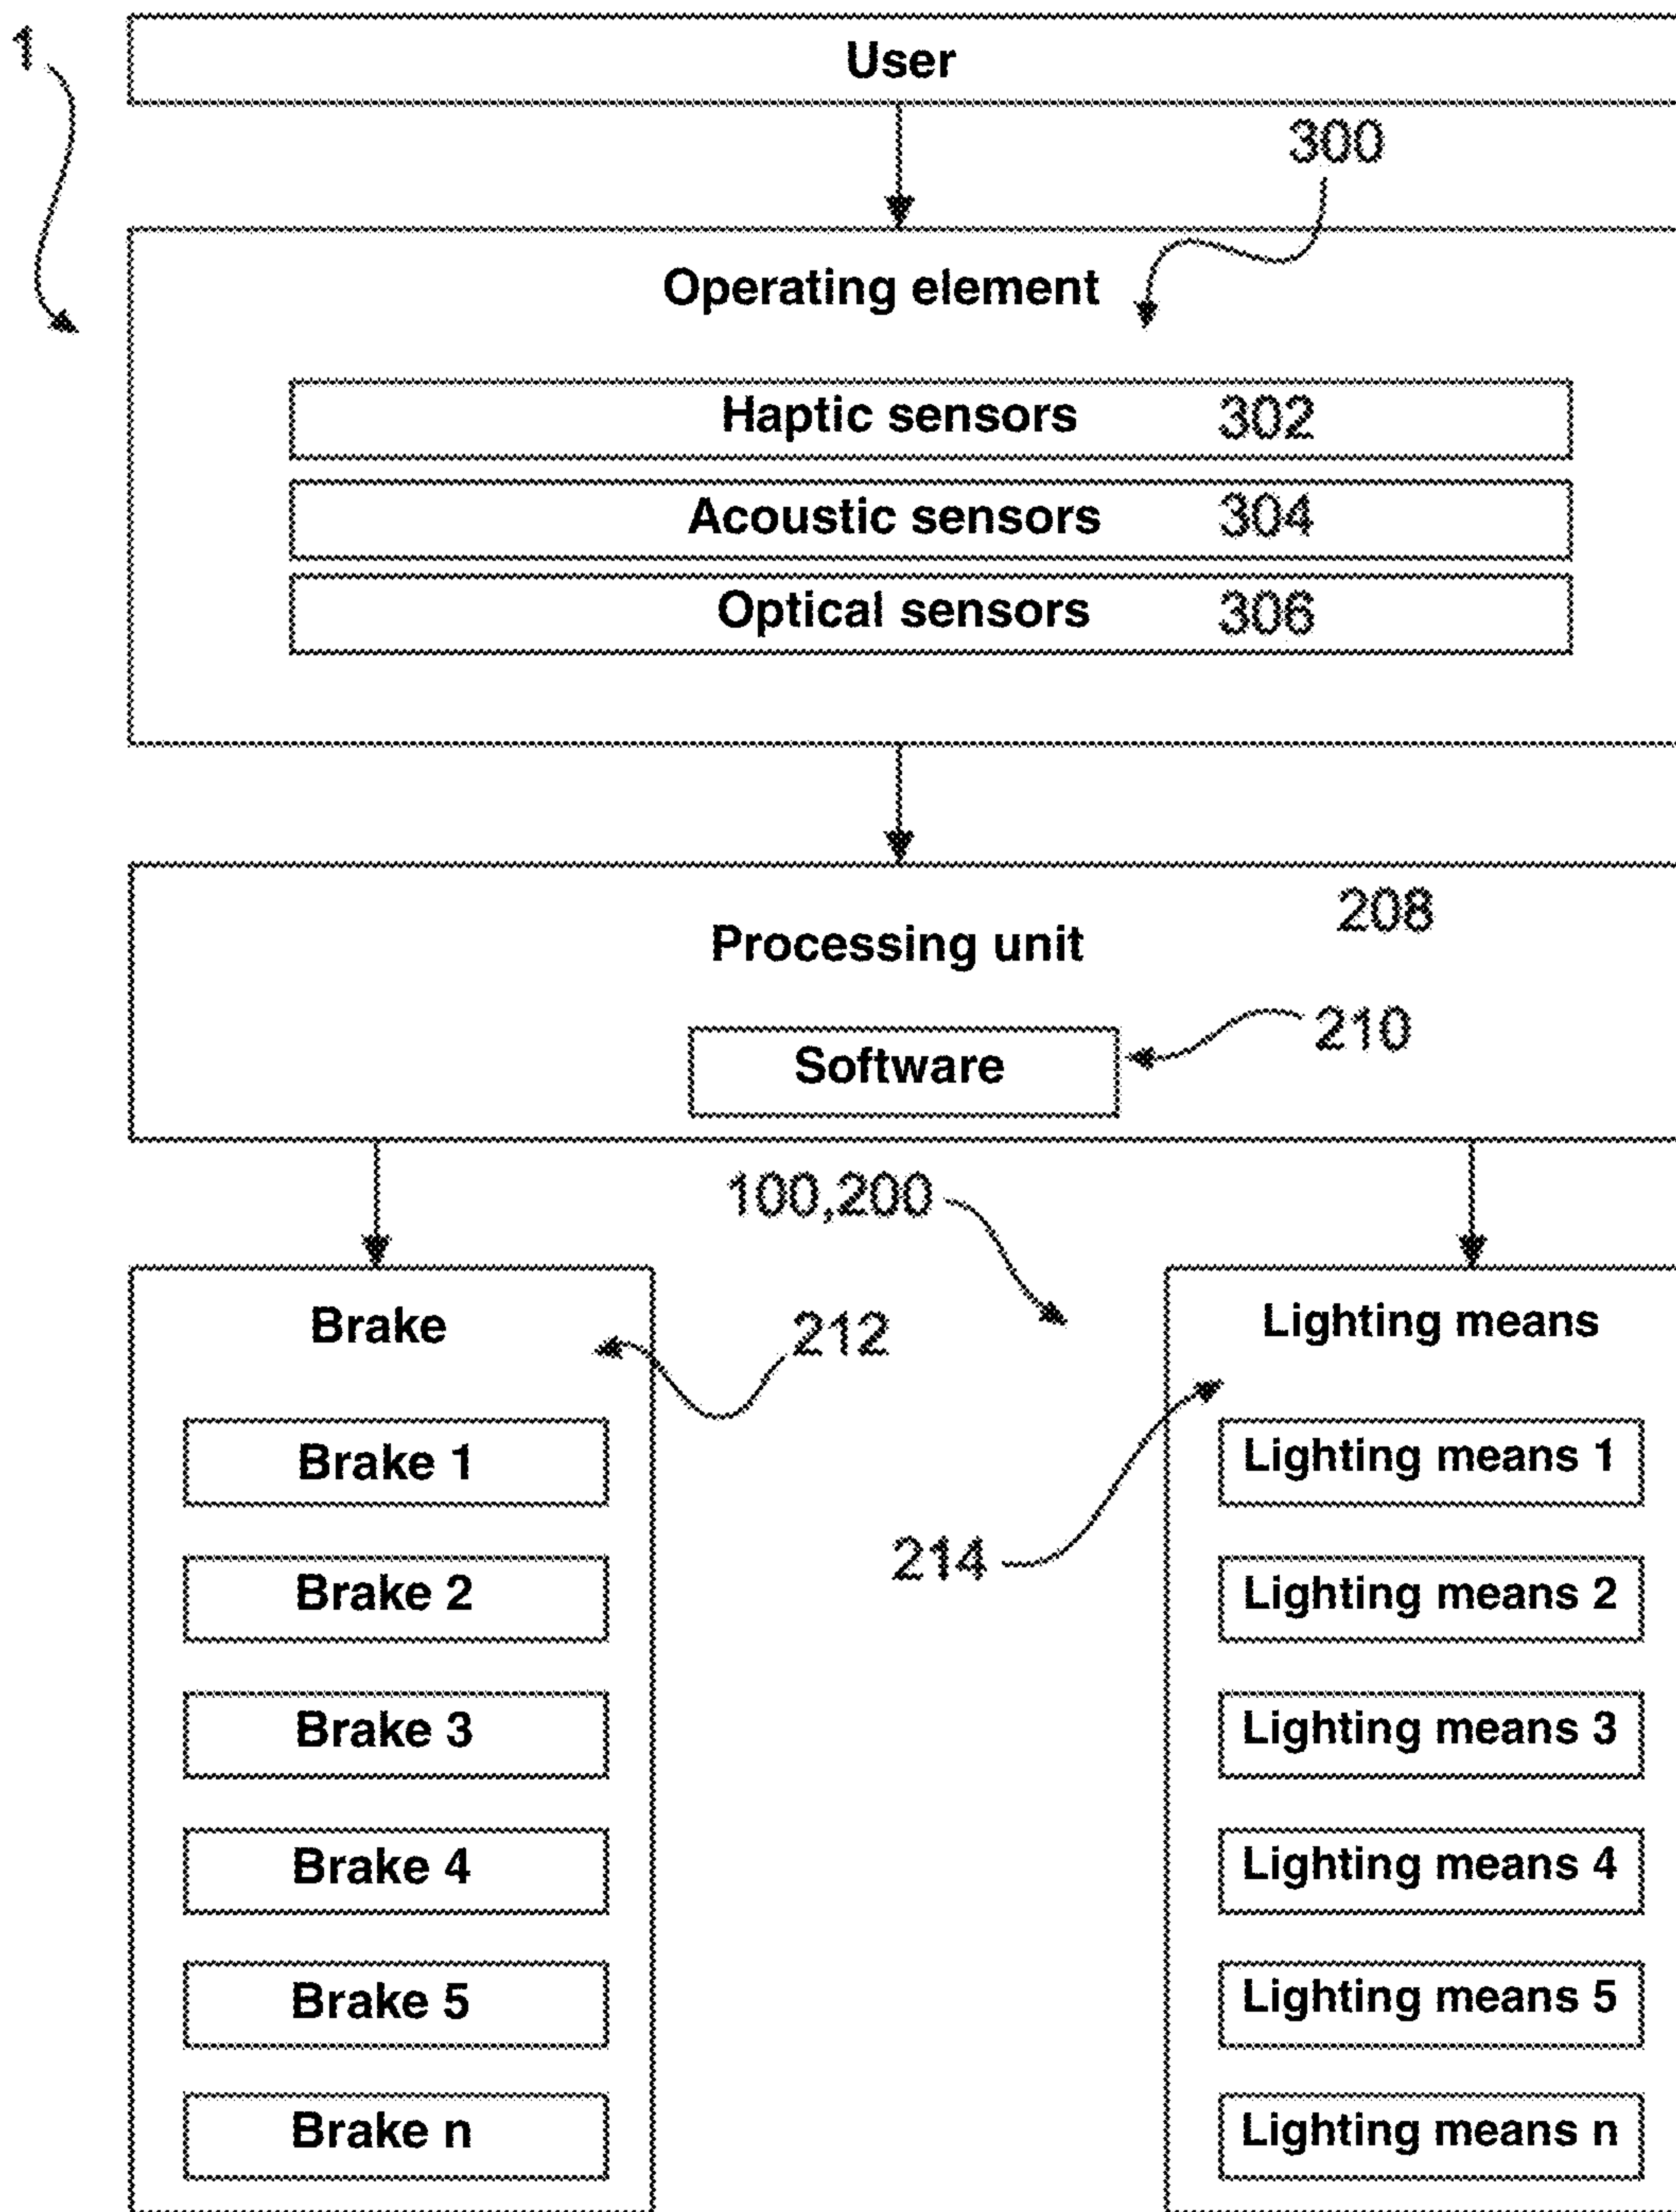 1
User
300
Operating element
Haptic sensors 302
Acoustic sensors 304
Optical sensors 306
208
Processing unit
Software
210
100,200
Brake
212
Lighting means
Brake 1
Lighting means 1
214
Brake 2
Lighting means 2
Brake 3
Lighting means 3
Brake 4
Lighting means 4
Brake 5
Lighting means 5
Brake n
Lighting means n